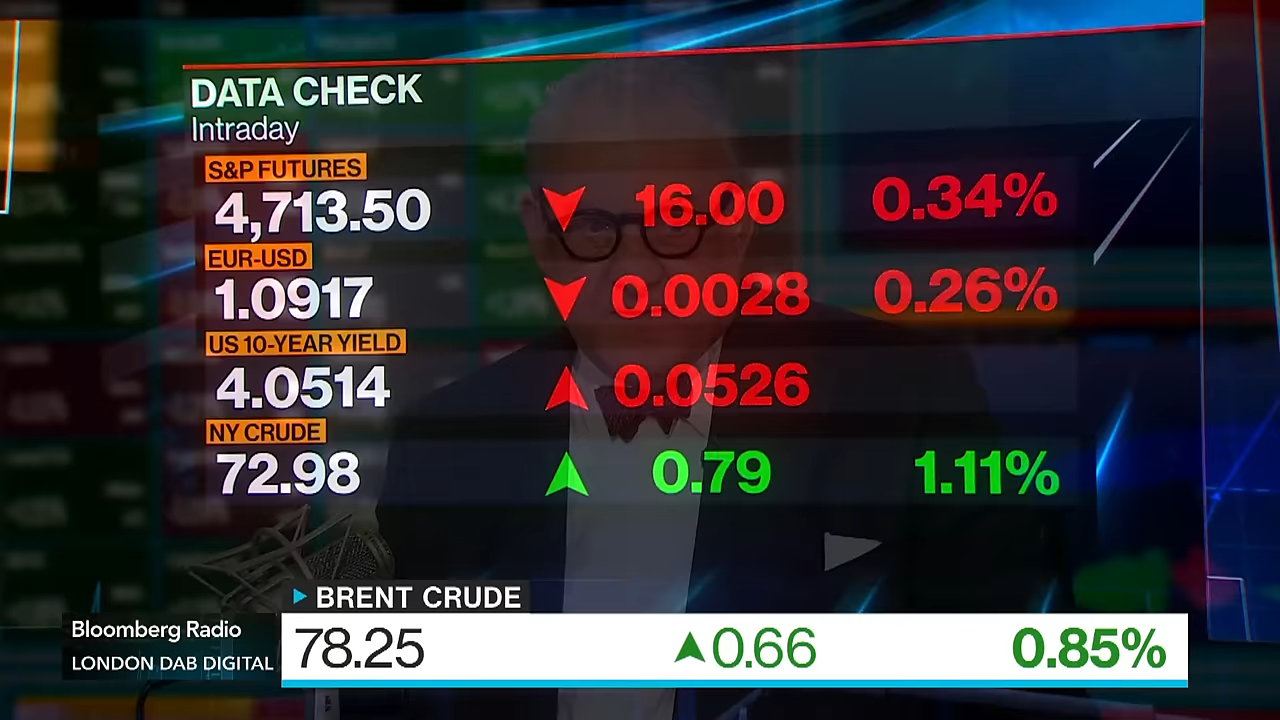 DATA CHECK
Intraday
S&P FUTURES
4,713.50 16.00 0.34%
EUR-USD
1.0917 0.0028 0.26%
US 10-YEAR YIELD
4.0514 0.0526
NY CRUDE
72.98 0.79 1.11%
BRENT CRUDE
Bloomberg Radio
LONDON DAB DIGITAL
78.25 0.66 0.85%